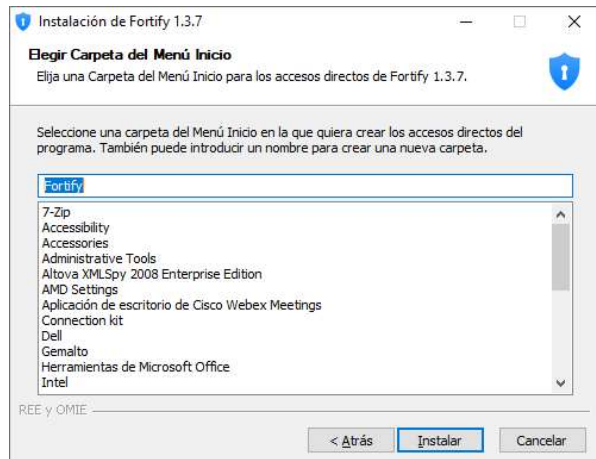 Instalación de Fortify 1.3.7
Elegir Carpeta del Menú Inicio
Elija una Carpeta del Menú Inicio para los accesos directos de Fortify 1.3.7.
Seleccione una carpeta del Menú Inicio en la que quiera crear los accesos directos del
programa. También puede introducir un nombre para crear una nueva carpeta.
Fortify
7-Zip
Accessibility
Accessories
Administrative Tools
Altova XMLSpy 2008 Enterprise Edition
AMD Settings
Aplicación de escritorio de Cisco Webex Meetings
Connection kit
Dell
Gemalto
Herramientas de Microsoft Office
Intel
REE y OMIE
< Atrás Instalar Cancelar